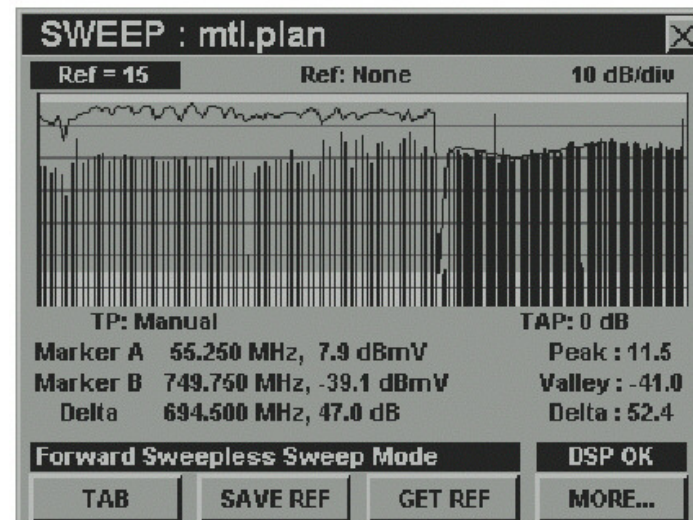 SWEEP : mtl.plan X
Ref = 15 Ref: None 10 dB/div
TP: Manual TAP: 0 dB
Marker A 55.250 MHz, 7.9 dBmV Peak : 11.5
Marker B 749.750 MHz, -39.1 dBmV Valley : -41.0
Delta 694.500 MHz, 47.0 dB Delta : 52.4
Forward Sweepless Sweep Mode DSP OK
TAB SAVE REF GET REF MORE...